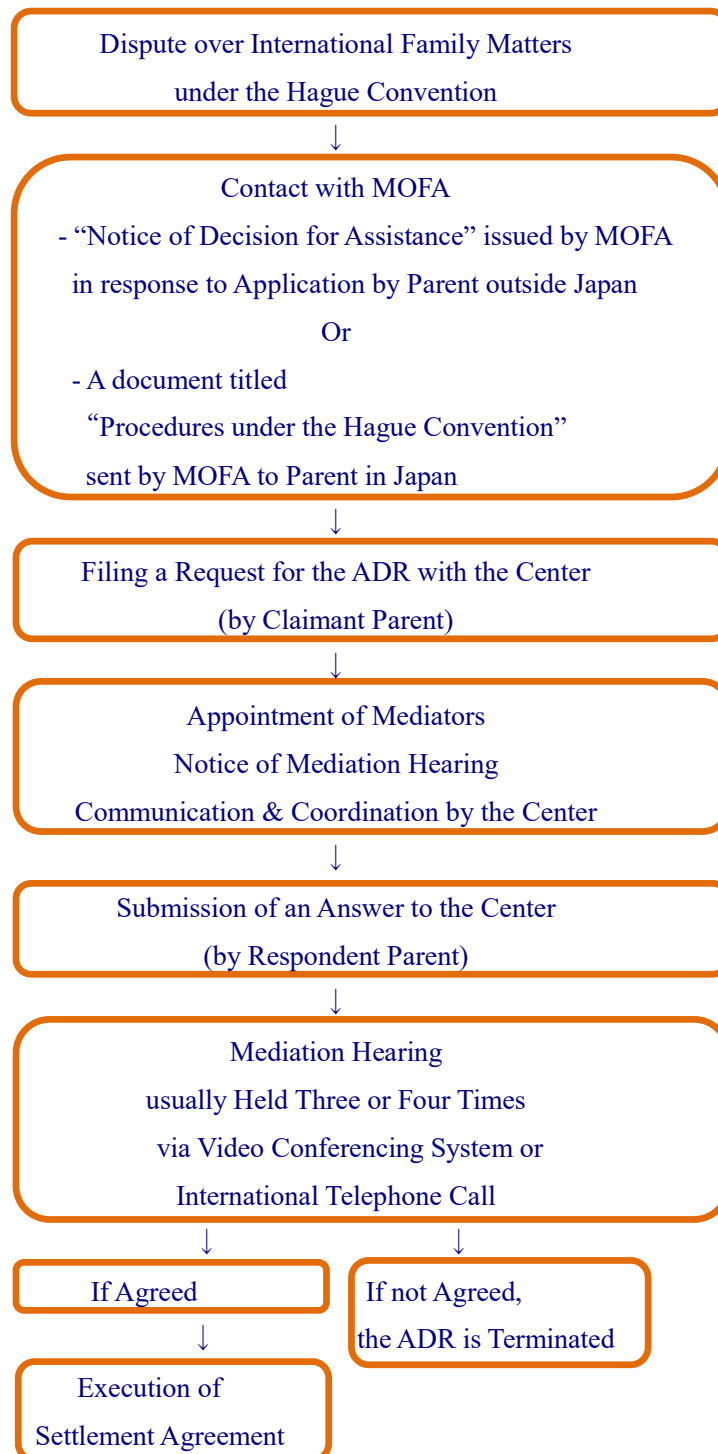 Dispute over International Family Matters
under the Hague Convention
↓
Contact with MOFA
- “Notice of Decision for Assistance” issued by MOFA
in response to Application by Parent outside Japan
Or
- A document titled
“Procedures under the Hague Convention”
sent by MOFA to Parent in Japan
↓
Filing a Request for the ADR with the Center
(by Claimant Parent)
↓
Appointment of Mediators
Notice of Mediation Hearing
Communication & Coordination by the Center
↓
Submission of an Answer to the Center
(by Respondent Parent)
↓
Mediation Hearing
usually Held Three or Four Times
via Video Conferencing System or
International Telephone Call
↓ ↓
If Agreed
If not Agreed,
the ADR is Terminated
↓
Execution of
Settlement Agreement